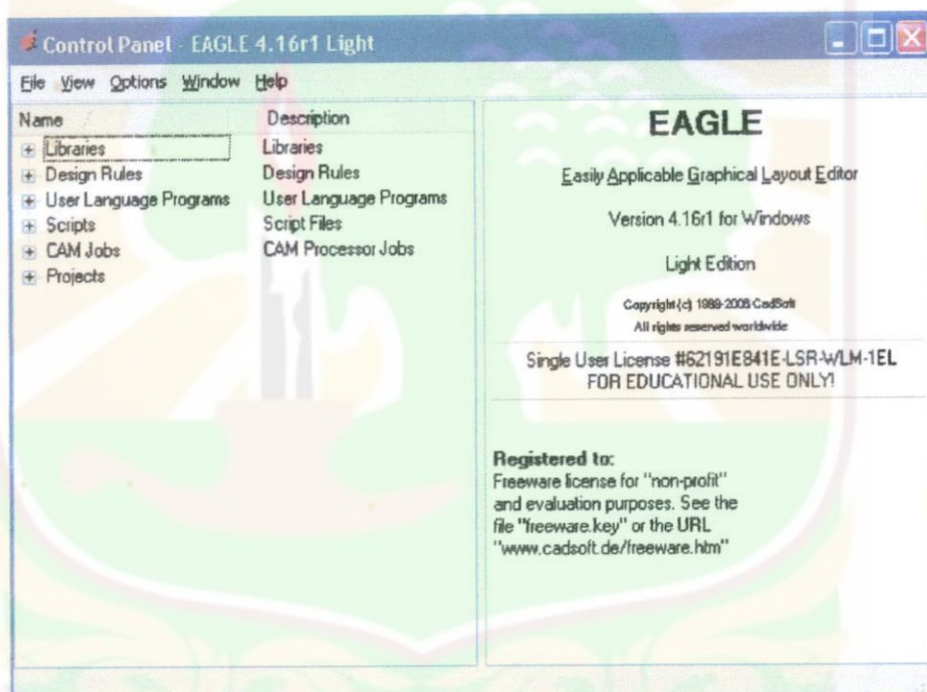 Control Panel - EAGLE 4.16r1 Light
File View Options Window Help
Name Description
Libraries Libraries
Design Rules Design Rules
User Language Programs User Language Programs
Scripts Script Files
CAM Jobs CAM Processor Jobs
Projects
EAGLE
Easily Applicable Graphical Layout Editor
Version 4.16r1 for Windows
Light Edition
Copyright (c) 1988-2006 CadSoft
All rights reserved worldwide
Single User License #62191E841E-LSR-WLM-1EL
FOR EDUCATIONAL USE ONLY!
Registered to:
Freeware license for "non-profit"
and evaluation purposes. See the
file "freeware.key" or the URL
"www.cadsoft.de/freeware.htm"